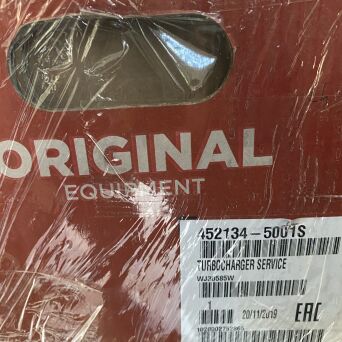 ORIGINAL
EQUIPMENT
452134-5001S
TURBOCHARGER SERVICE
1
20/11/2019
EAC